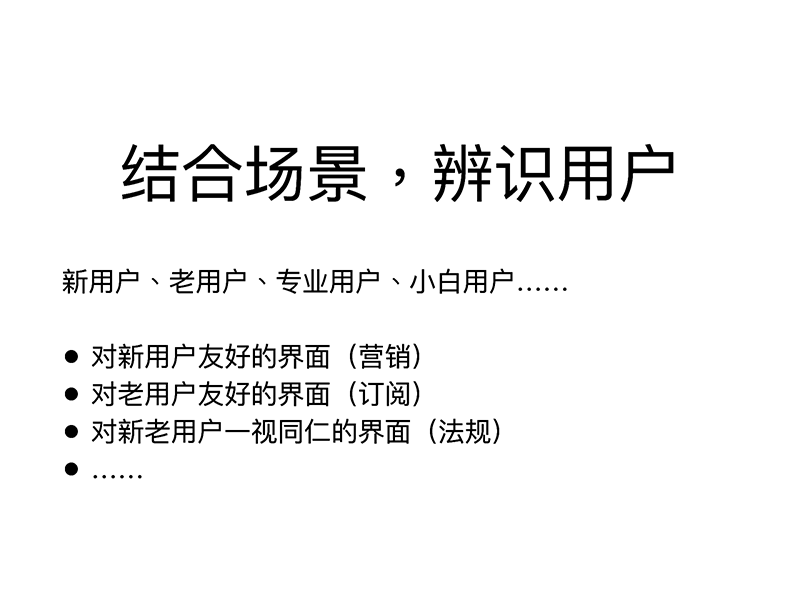 结合场景，辨识用户
新用户、老用户、专业用户、小白用户……
● 对新用户友好的界面（营销）
● 对老用户友好的界面（订阅）
● 对新老用户一视同仁的界面（法规）
● ……